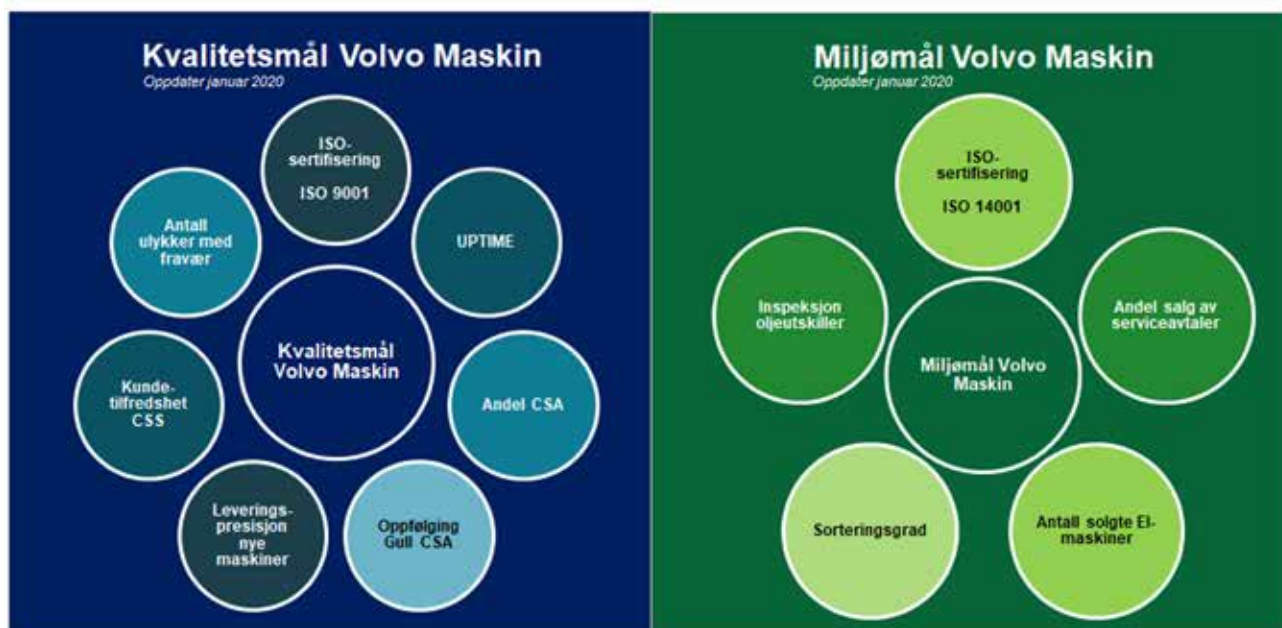 Kvalitetsmål Volvo Maskin
Oppdater januar 2020
ISO-
sertifisering
ISO 9001
UPTIME
Andel CSA
Oppfølging
Gull CSA
Leverings-
presisjon
nye
maskiner
Kunde-
tilfredshet
CSS
Antall
ulykker med
fravær
Kvalitetsmål
Volvo Maskin
Miljømål Volvo Maskin
Oppdater januar 2020
ISO-
sertifisering
ISO 14001
Andel salg av
serviceavtaler
Antall solgte El-
maskiner
Sorteringsgrad
Inspeksjon
oljeutskiller
Miljømål Volvo
Maskin